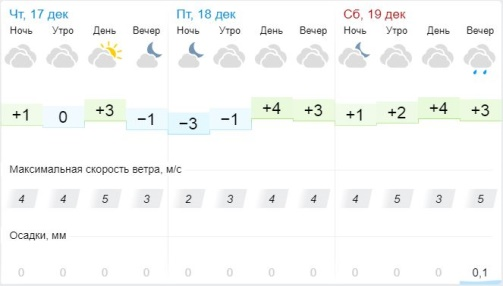 Чт, 17 дек Пт, 18 дек Сб, 19 дек
Ночь Утро День Вечер Ночь Утро День Вечер Ночь Утро День Вечер
+1 0 +3 −1 −3 −1 +4 +3 +1 +2 +4 +3
Максимальная скорость ветра, м/с
4 4 5 3 2 3 4 4 4 5 3 5
Осадки, мм
0 0 0 0 0 0 0 0 0 0 0 0,1